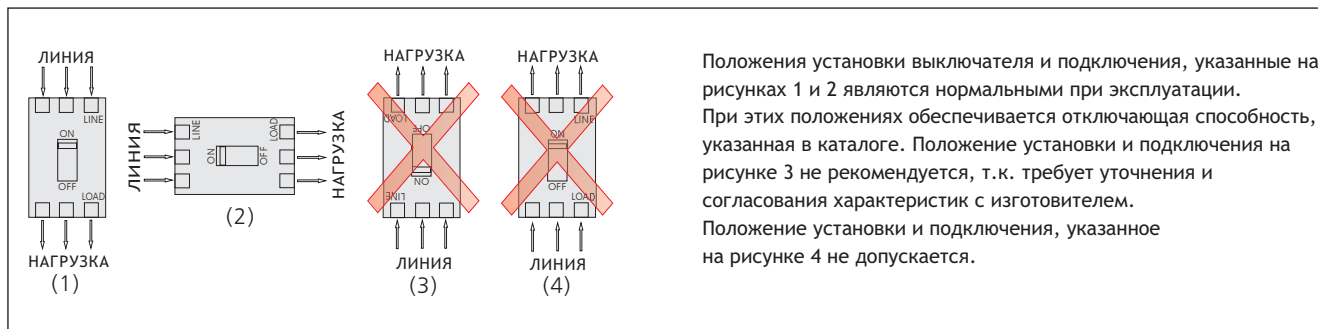 ЛИНИЯ
ON
LINE
OFF
LOAD
НАГРУЗКА
(1)
ЛИНИЯ
LINE
ON
OFF
LOAD
НАГРУЗКА
(2)
НАГРУЗКА
LOAD
OFF
ON
LINE
ЛИНИЯ
(3)
НАГРУЗКА
LINE
ON
OFF
LOAD
ЛИНИЯ
(4)
Положения установки выключателя и подключения, указанные на
рисунках 1 и 2 являются нормальными при эксплуатации.
При этих положениях обеспечивается отключающая способность,
указанная в каталоге. Положение установки и подключения на
рисунке 3 не рекомендуется, т.к. требует уточнения и
согласования характеристик с изготовителем.
Положение установки и подключения, указанное
на рисунке 4 не допускается.